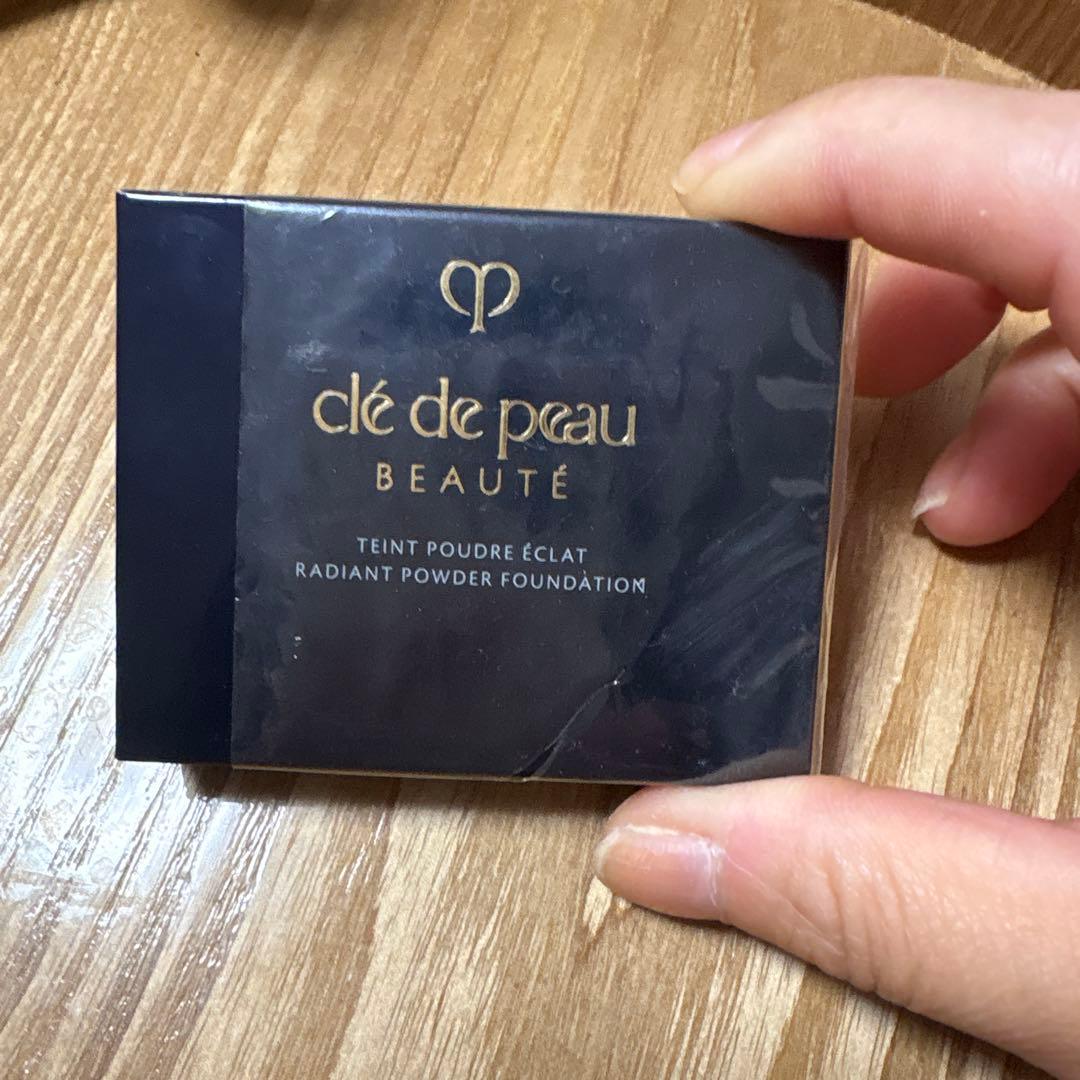 clé de peau
BEAUTÉ
TEINT POUDRE ÉCLAT
RADIANT POWDER FOUNDATION